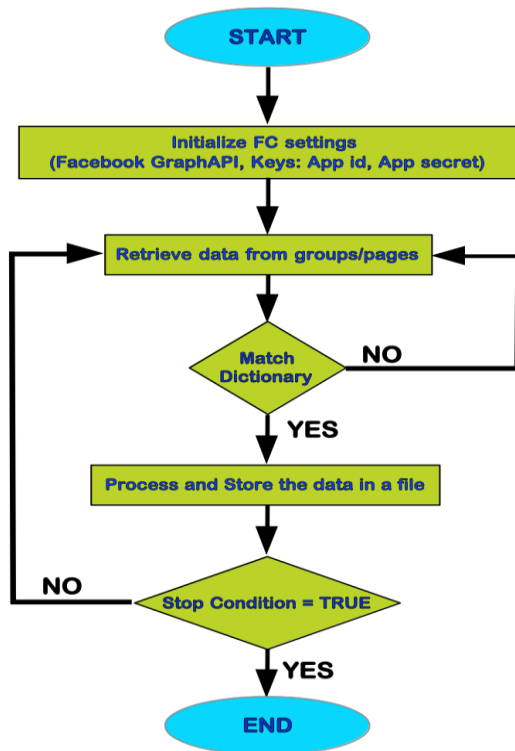 START
Initialize FC settings
(Facebook GraphAPI, Keys: App id, App secret)
Retrieve data from groups/pages
Match
Dictionary
NO
YES
Process and Store the data in a file
Stop Condition = TRUE
NO
YES
END